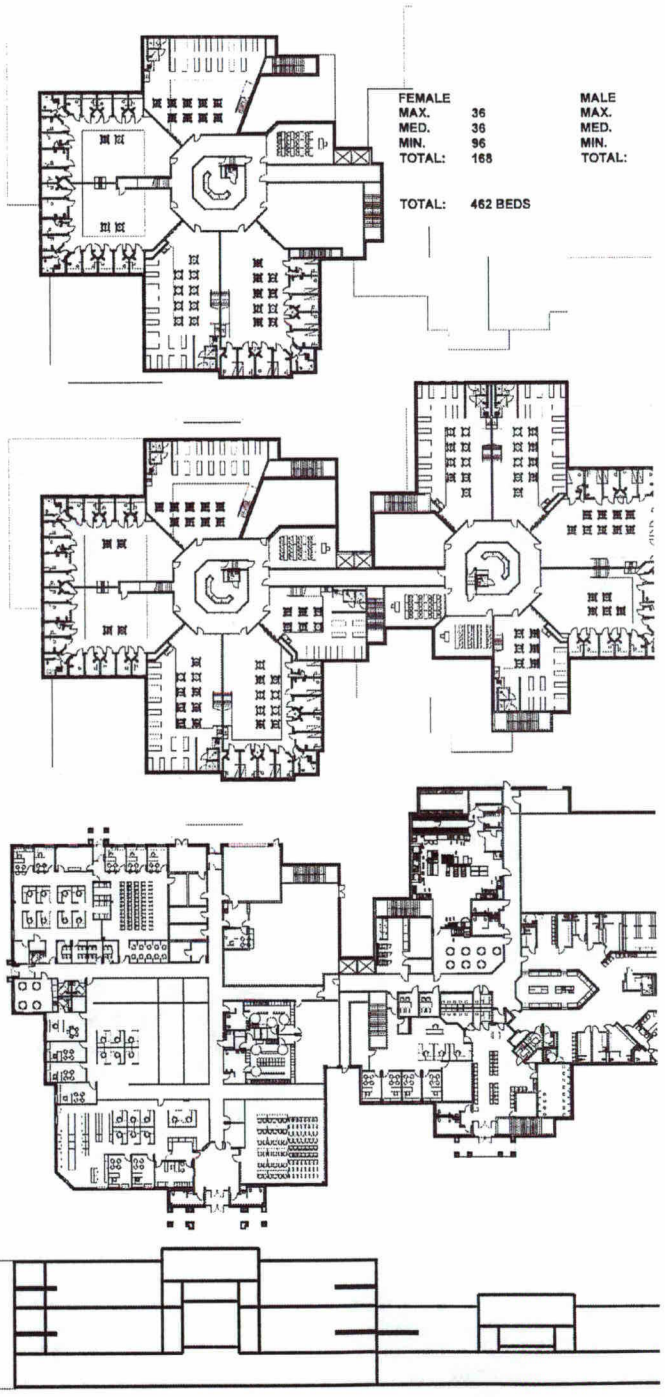 FEMALE MALE
MAX. 36 MAX.
MED. 36 MED.
MIN. 96 MIN.
TOTAL: 168 TOTAL:
TOTAL: 462 BEDS